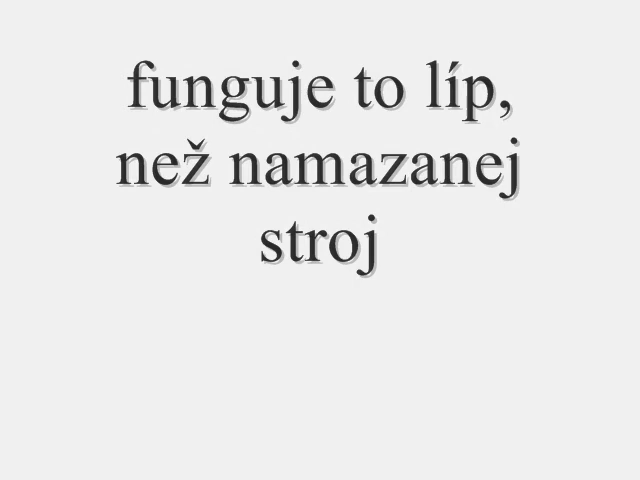 funguje to líp,
než namazanej
stroj